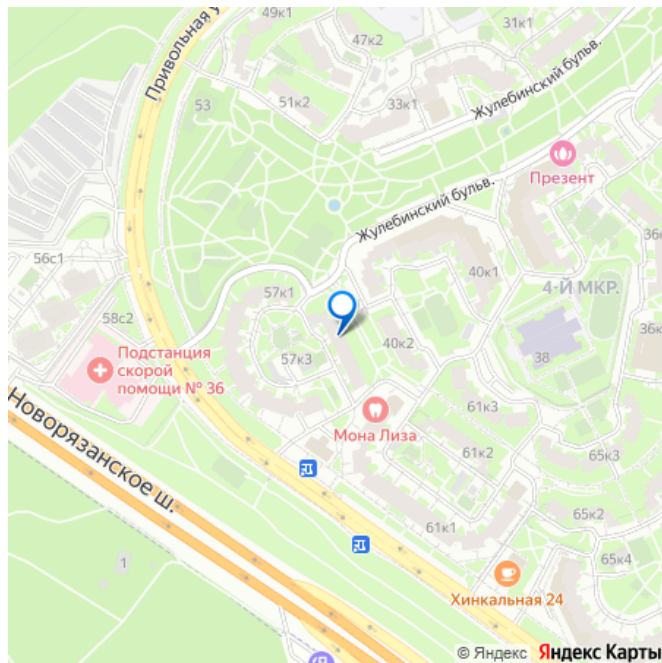 49к1
47к2
31к1
Привольная у
53
51к2
33к1
Жулебинский бульв.
Презент
Жулебинский бульв.
36к
56с1
40к1
4-Й МКР.
57к1
58с2
36к
Подстанция
скорой
помощи № 36
57к3
40к2
38
Новорязанское ш.
61к3
Мона Лиза
61к2
65к3
61к1
65к2
65к4
1
Хинкальная 24
© Яндекс Яндекс Карты